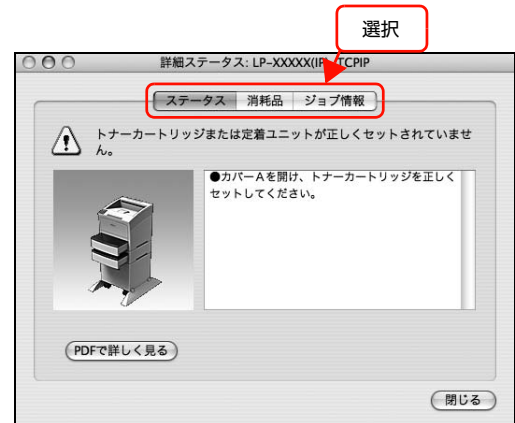 選択
詳細ステータス: LP-XXXXX(IP) TCPIP
ステータス 消耗品 ジョブ情報
トナーカートリッジまたは定着ユニットが正しくセットされていませ
ん。
●カバーAを開け、トナーカートリッジを正しく
セットしてください。
PDFで詳しく見る
閉じる